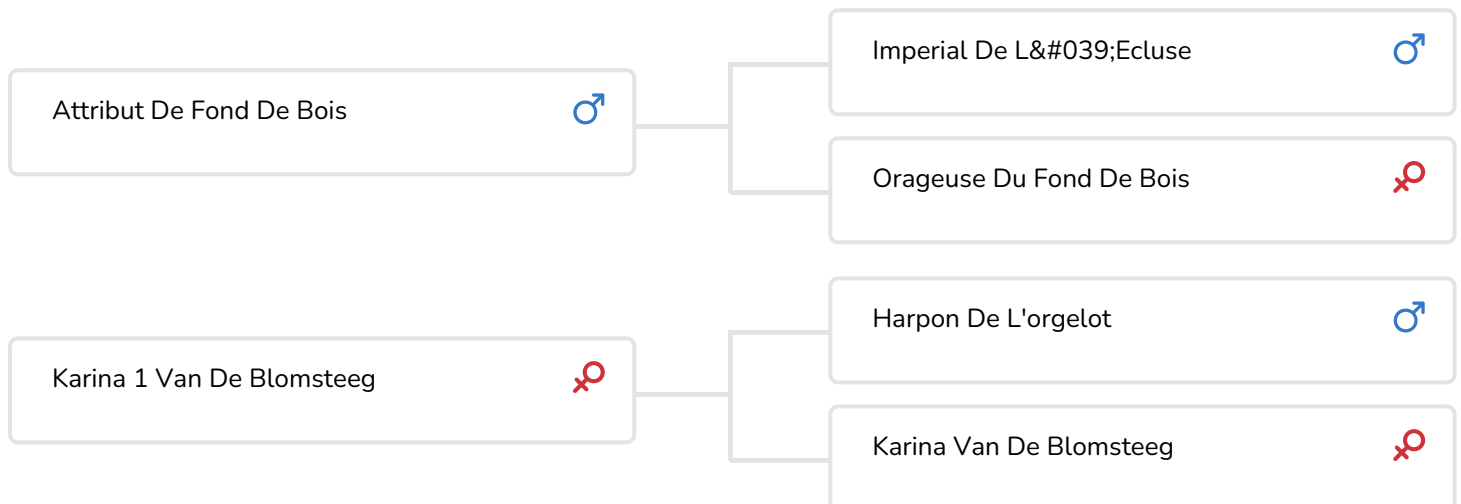 Imperial De L&#039;Ecluse
Attribut De Fond De Bois
Orageuse Du Fond De Bois
Harpon De L'orgelot
Karina 1 Van De Blomsteeg
Karina Van De Blomsteeg